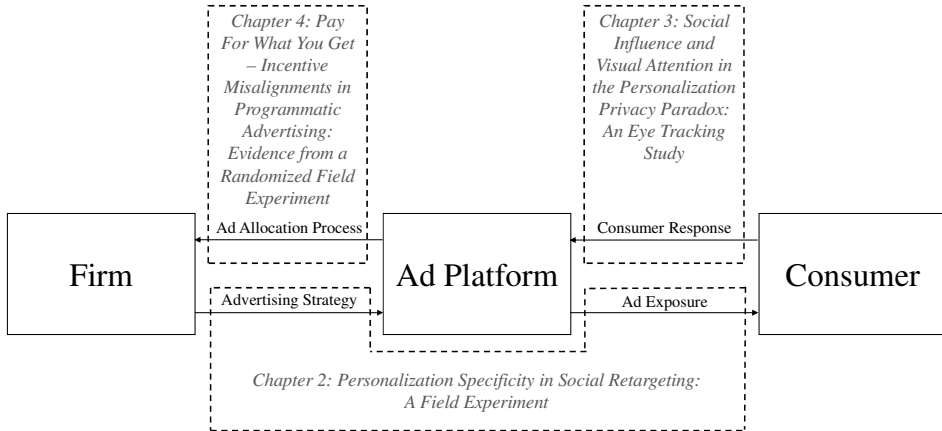 Chapter 4: Pay
For What You Get
– Incentive
Misalignments in
Programmatic
Advertising:
Evidence from a
Randomized Field
Experiment
Chapter 3: Social
Influence and
Visual Attention in
the Personalization
Privacy Paradox:
An Eye Tracking
Study
Ad Allocation Process
Consumer Response
Firm
Ad Platform
Consumer
Advertising Strategy
Ad Exposure
Chapter 2: Personalization Specificity in Social Retargeting:
A Field Experiment